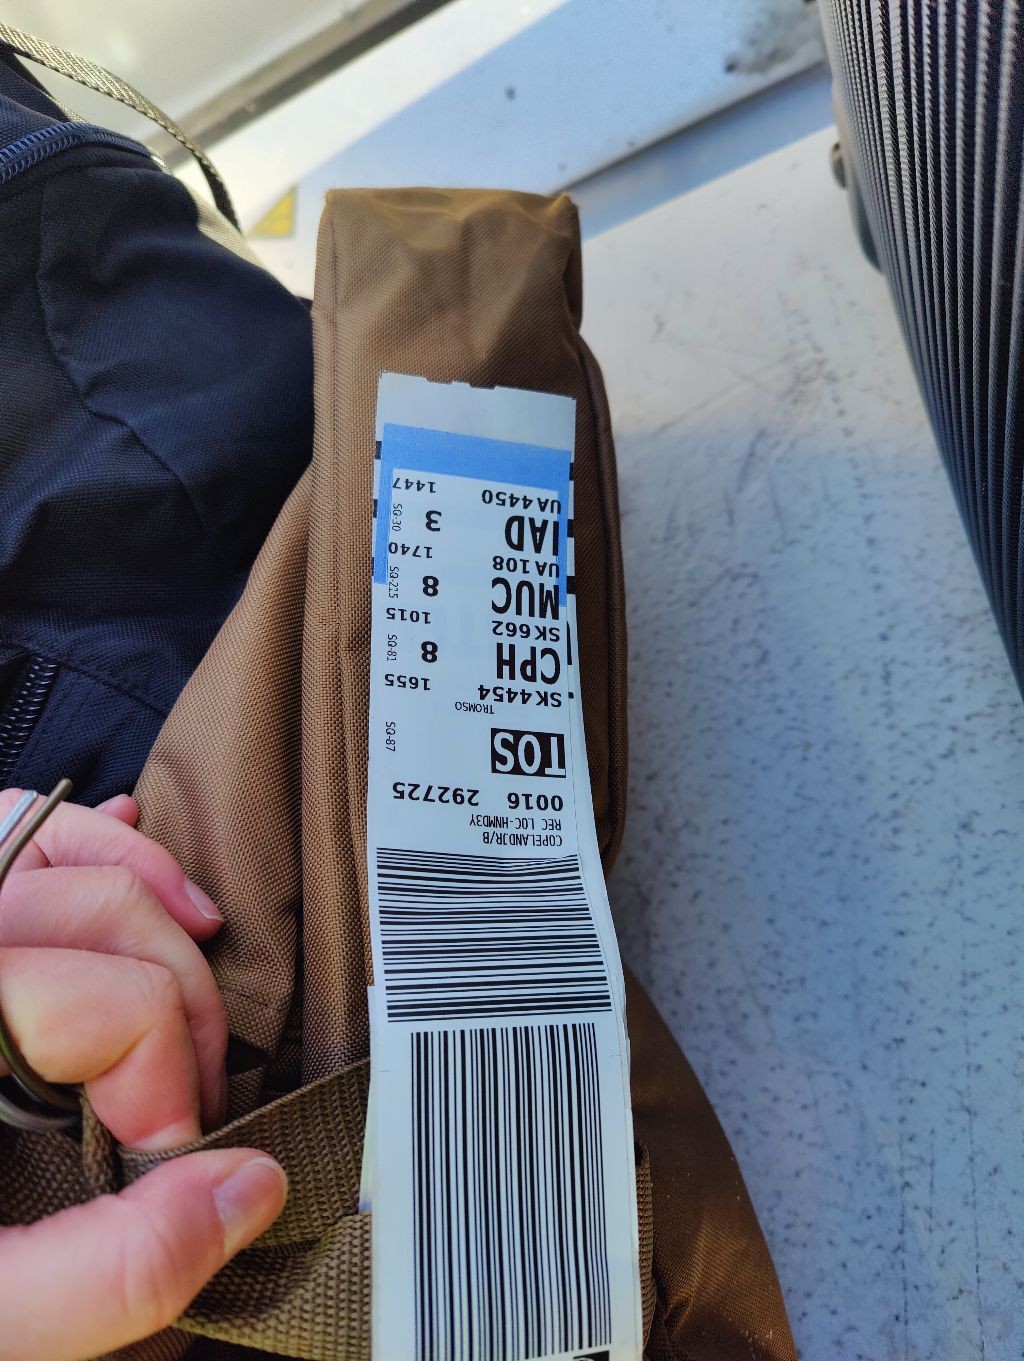 COPELANDJR/B
REC LOC-HNMD3Y
0016 292725
TOS SQ-87
TROMSO
SK4454 1655
CPH 8 SQ-81
SK662 1015
MUC 8 SQ-215
UA108 1740
IAD 3 SG-30
UA4450 1447